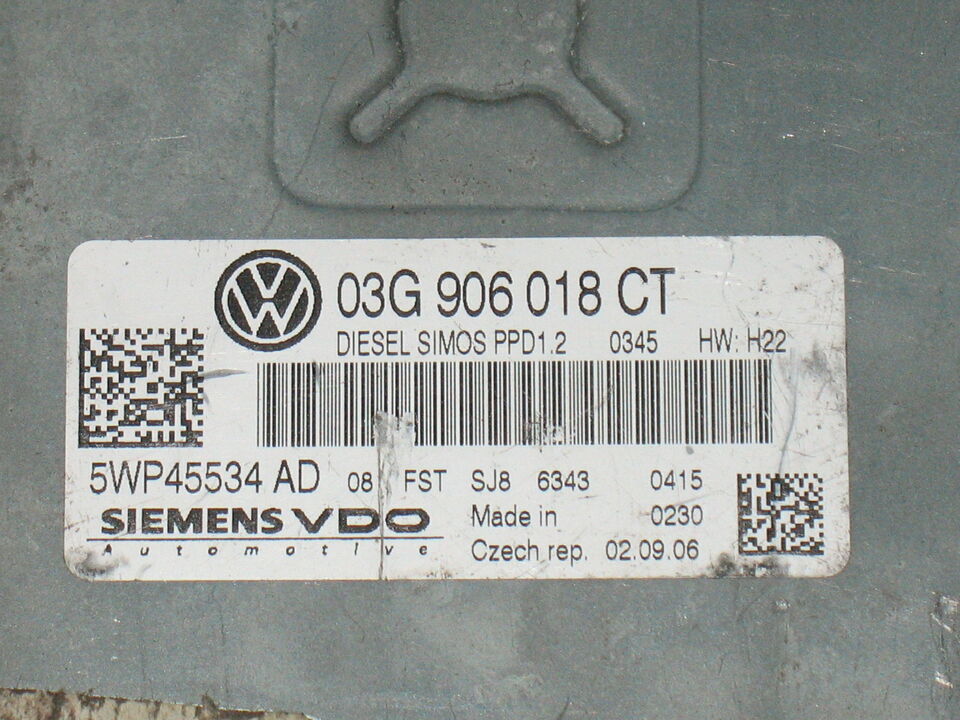 VW 03G 906 018 CT
DIESEL SIMOS PPD1.2 0345 HW: H22
5WP45534 AD 08 FST SJ8 6343 0415
SIEMENS VDO Made in 0230
Automotive Czech rep. 02.09.06